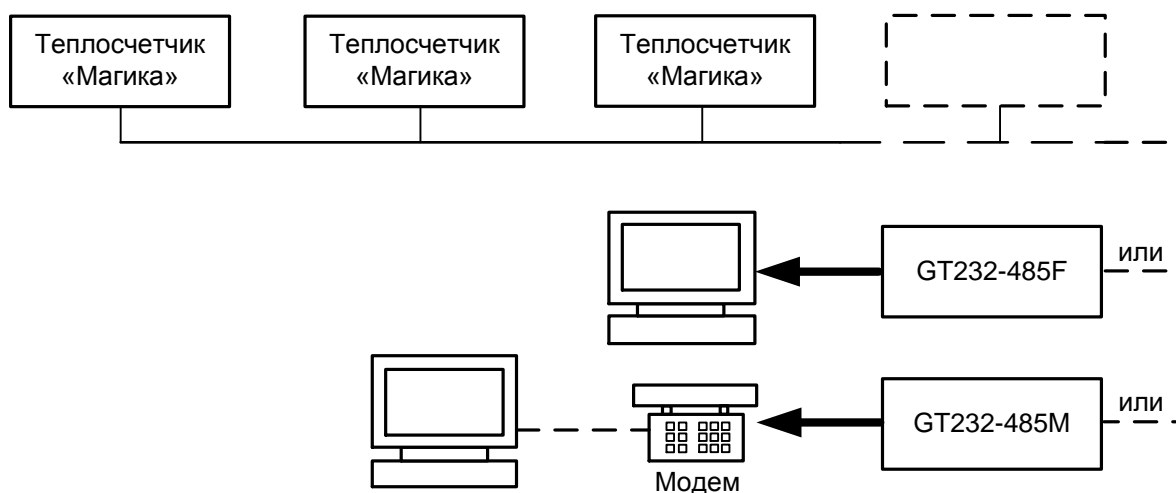 Теплосчетчик
«Магика»
Теплосчетчик
«Магика»
Теплосчетчик
«Магика»
GT232-485F
или
GT232-485M
или
Модем